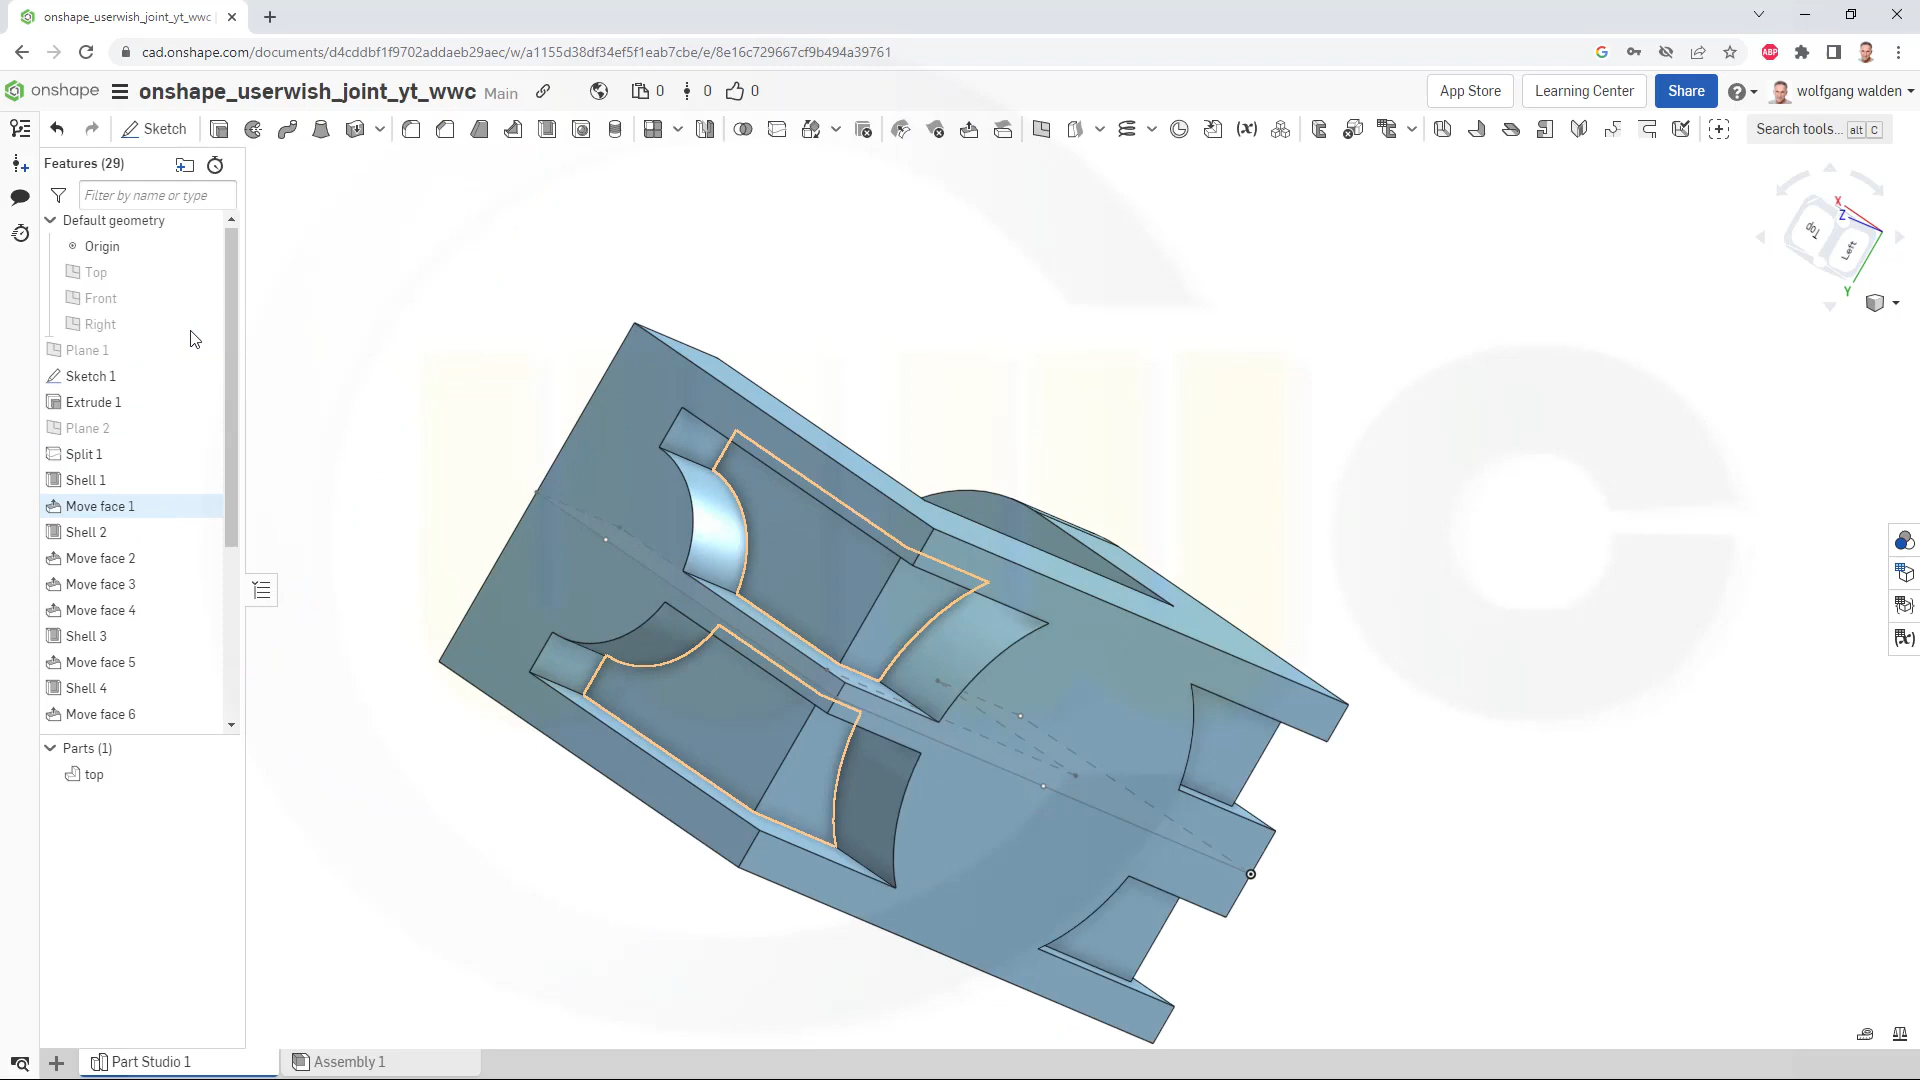 onshape_userwish_joint_yt_wwc
cad.onshape.com/documents/d4cddbf1f9702addaeb29aec/w/a1155d38df34ef5f1eab7cbe/e/8e16c729667cf9b494a39761
ABP
onshape onshape_userwish_joint_yt_wwc Main 0 0 0 App Store Learning Center Share wolfgang walden
Sketch (x) Search tools... alt C
Features (29)
Filter by name or type
Default geometry
Origin
Top
Front
Right
Plane 1
Sketch 1
Extrude 1
Plane 2
Split 1
Shell 1
Move face 1
Shell 2
Move face 2
Move face 3
Move face 4
Shell 3
Move face 5
Shell 4
Move face 6
Parts (1)
top
X
Z
Top
Left
Y
(x)
Part Studio 1
Assembly 1